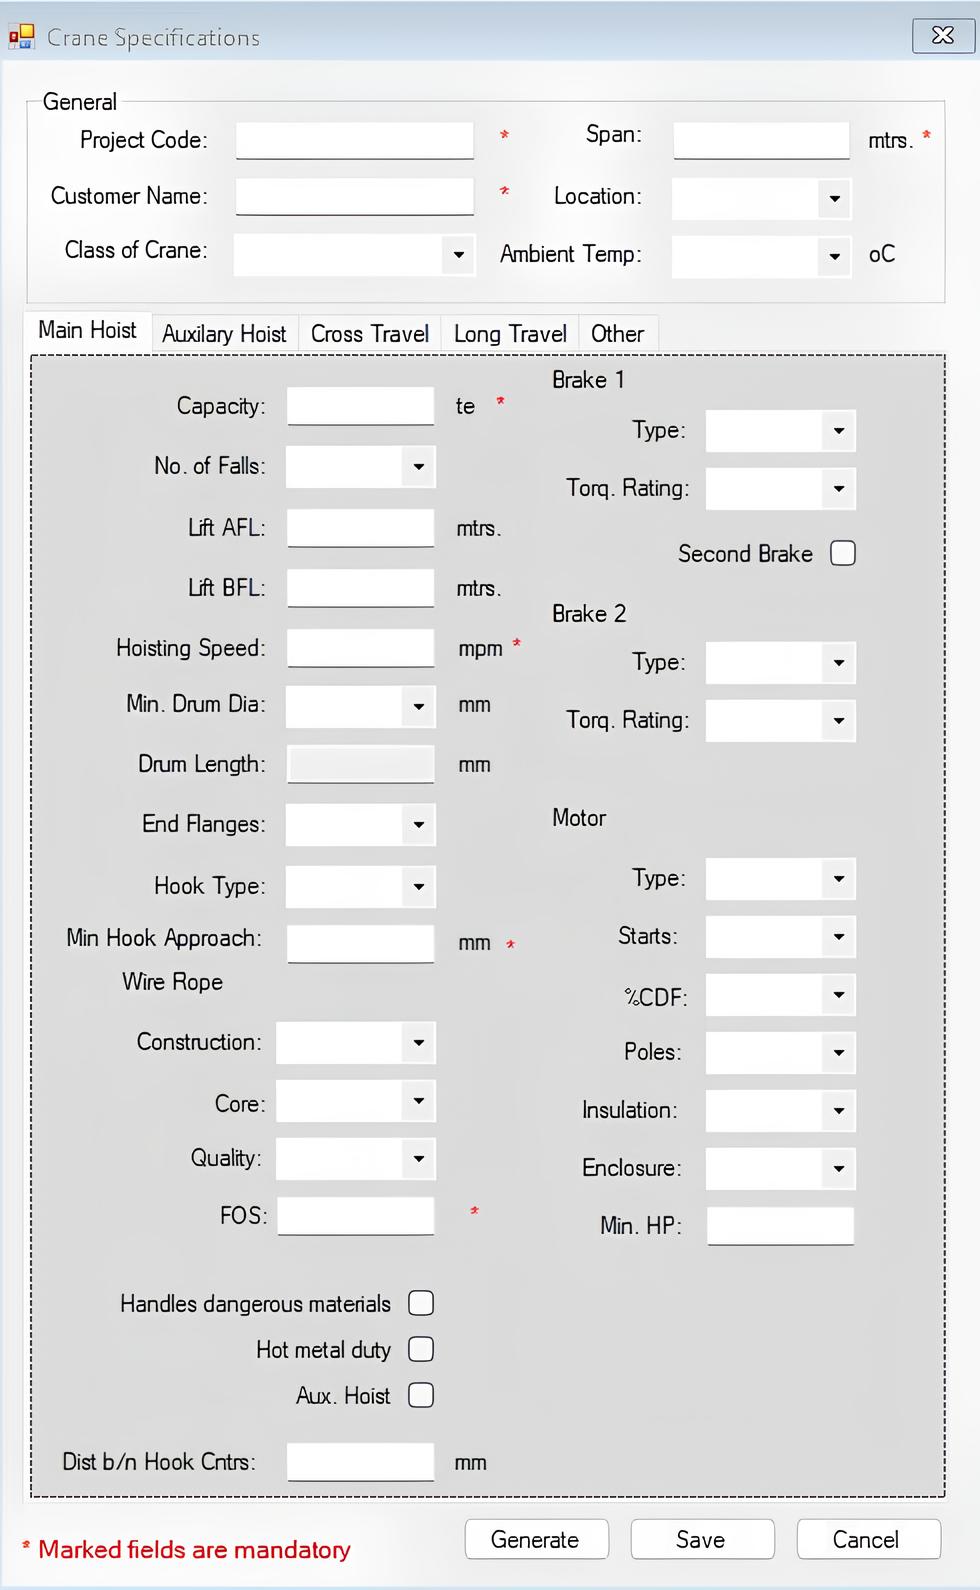 Crane Specifications
General
Project Code: * Span: mtrs. *
Customer Name: * Location:
Class of Crane: Ambient Temp: oC
Main Hoist Auxilary Hoist Cross Travel Long Travel Other
Capacity: te *
No. of Falls:
Lift AFL: mtrs.
Lift BFL: mtrs.
Hoisting Speed: mpm *
Min. Drum Dia: mm
Drum Length: mm
End Flanges:
Hook Type:
Min Hook Approach: mm *
Wire Rope
Construction:
Core:
Quality:
FOS: *
Handles dangerous materials
Hot metal duty
Aux. Hoist
Dist b/n Hook Cntrs: mm
Brake 1
Type:
Torq. Rating:
Second Brake
Brake 2
Type:
Torq. Rating:
Motor
Type:
Starts:
%CDF:
Poles:
Insulation:
Enclosure:
Min. HP:
* Marked fields are mandatory
Generate Save Cancel